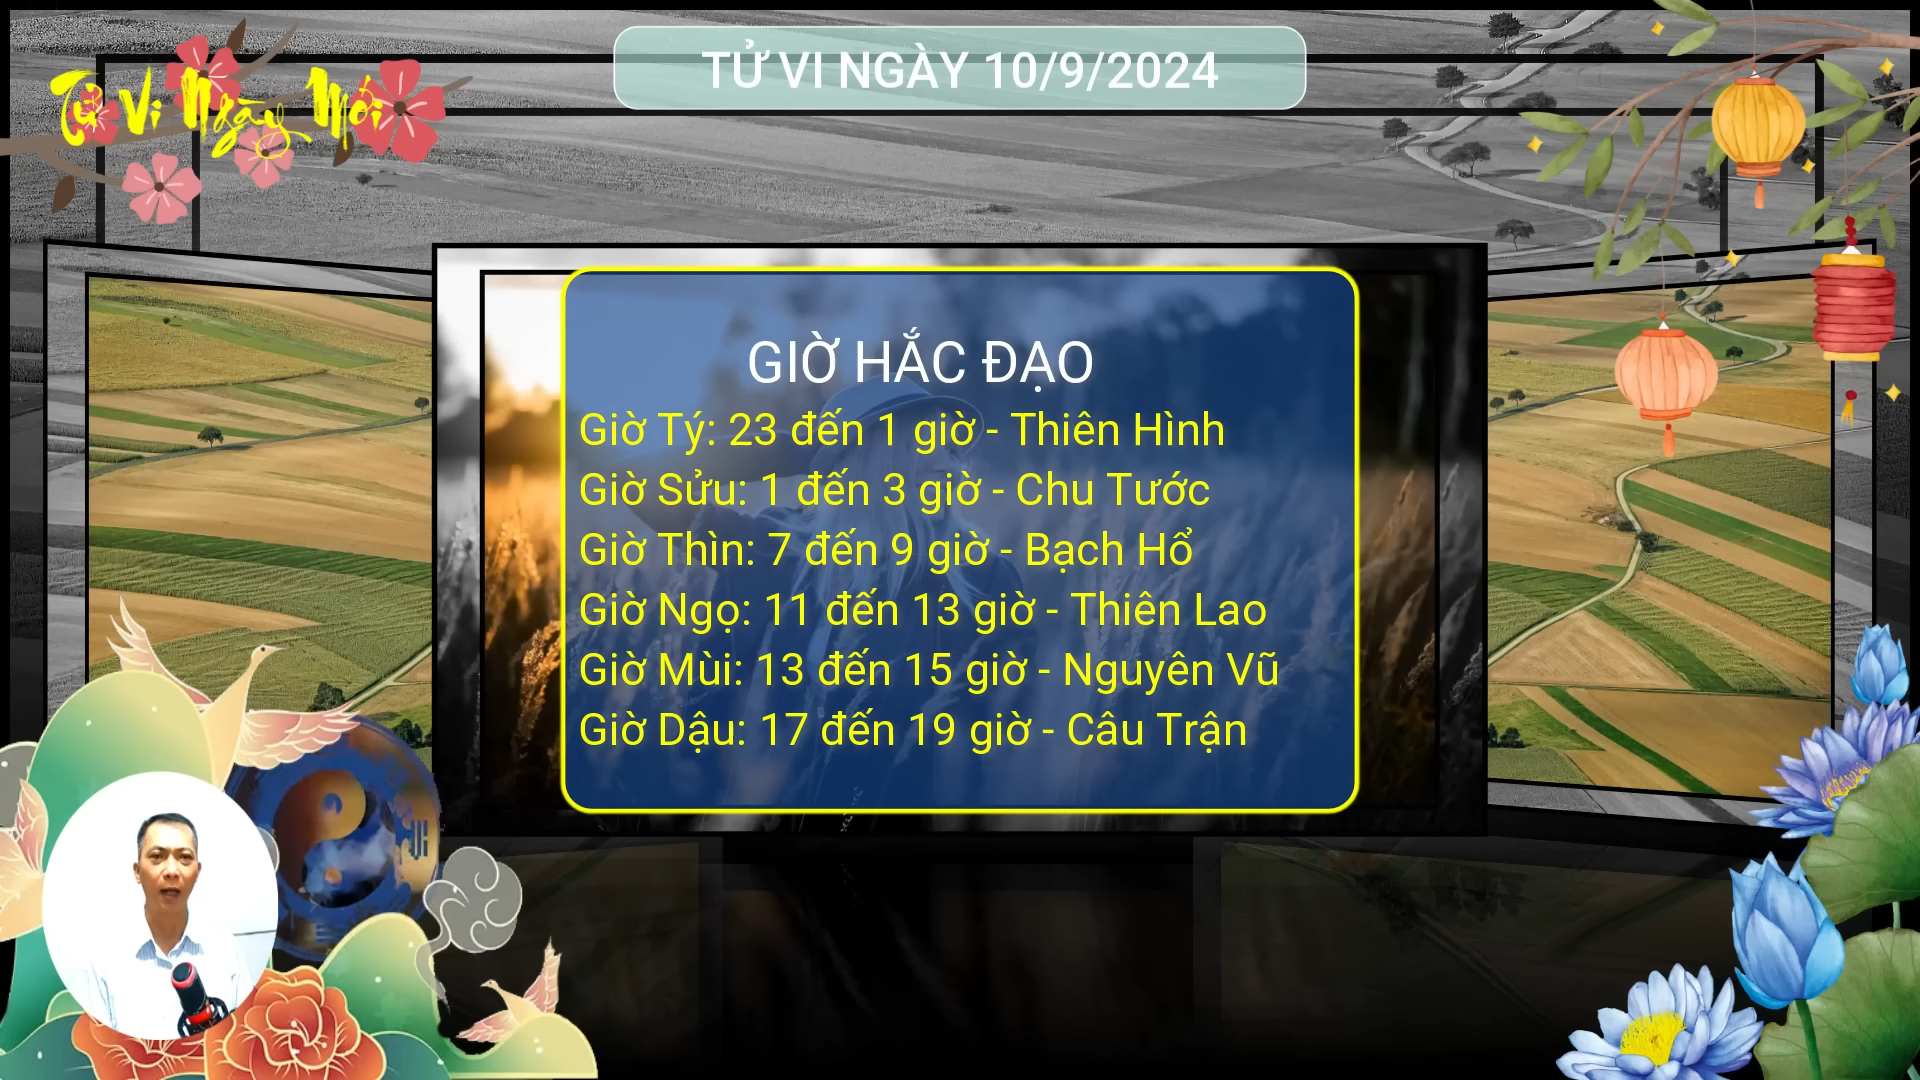 TỬ VI NGÀY 10/9/2024
Tử Vi Ngày Mới
GIỜ HẮC ĐẠO
Giờ Tý: 23 đến 1 giờ - Thiên Hình
Giờ Sửu: 1 đến 3 giờ - Chu Tước
Giờ Thìn: 7 đến 9 giờ - Bạch Hổ
Giờ Ngọ: 11 đến 13 giờ - Thiên Lao
Giờ Mùi: 13 đến 15 giờ - Nguyên Vũ
Giờ Dậu: 17 đến 19 giờ - Câu Trận